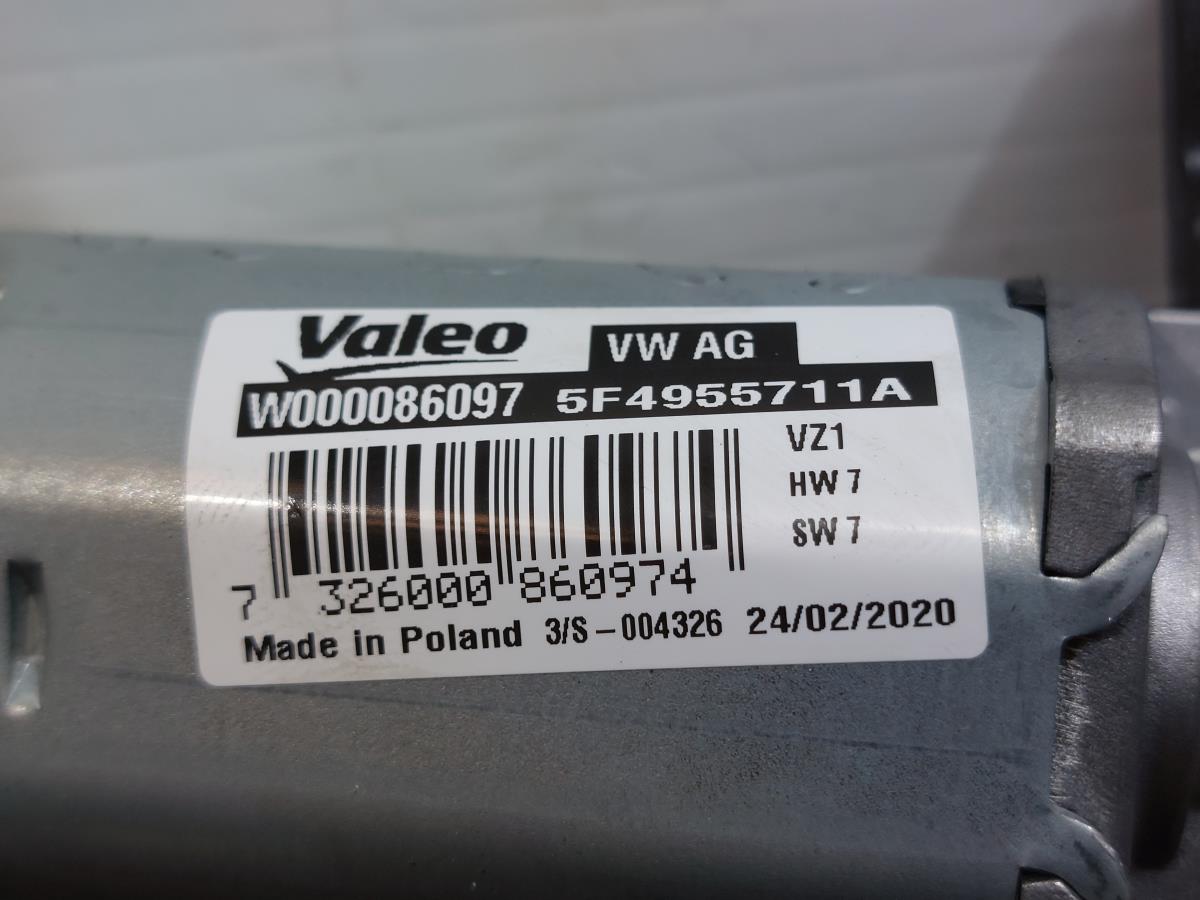 Valeo VW AG
W000086097 5F4955711A
VZ1
HW 7
SW 7
7 326000 860974
Made in Poland 3/S-004326 24/02/2020